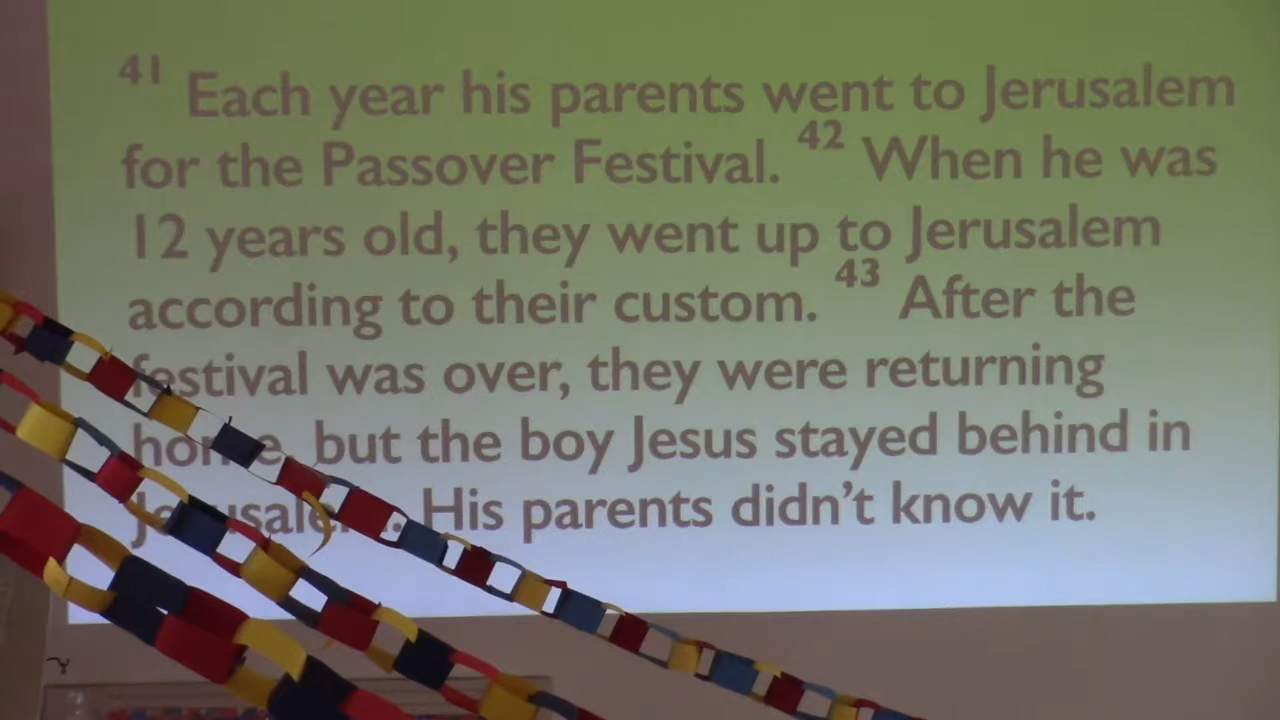 41 Each year his parents went to Jerusalem
for the Passover Festival. 42 When he was
12 years old, they went up to Jerusalem
according to their custom. 43 After the
festival was over, they were returning
home, but the boy Jesus stayed behind in
Jerusalem. His parents didn’t know it.